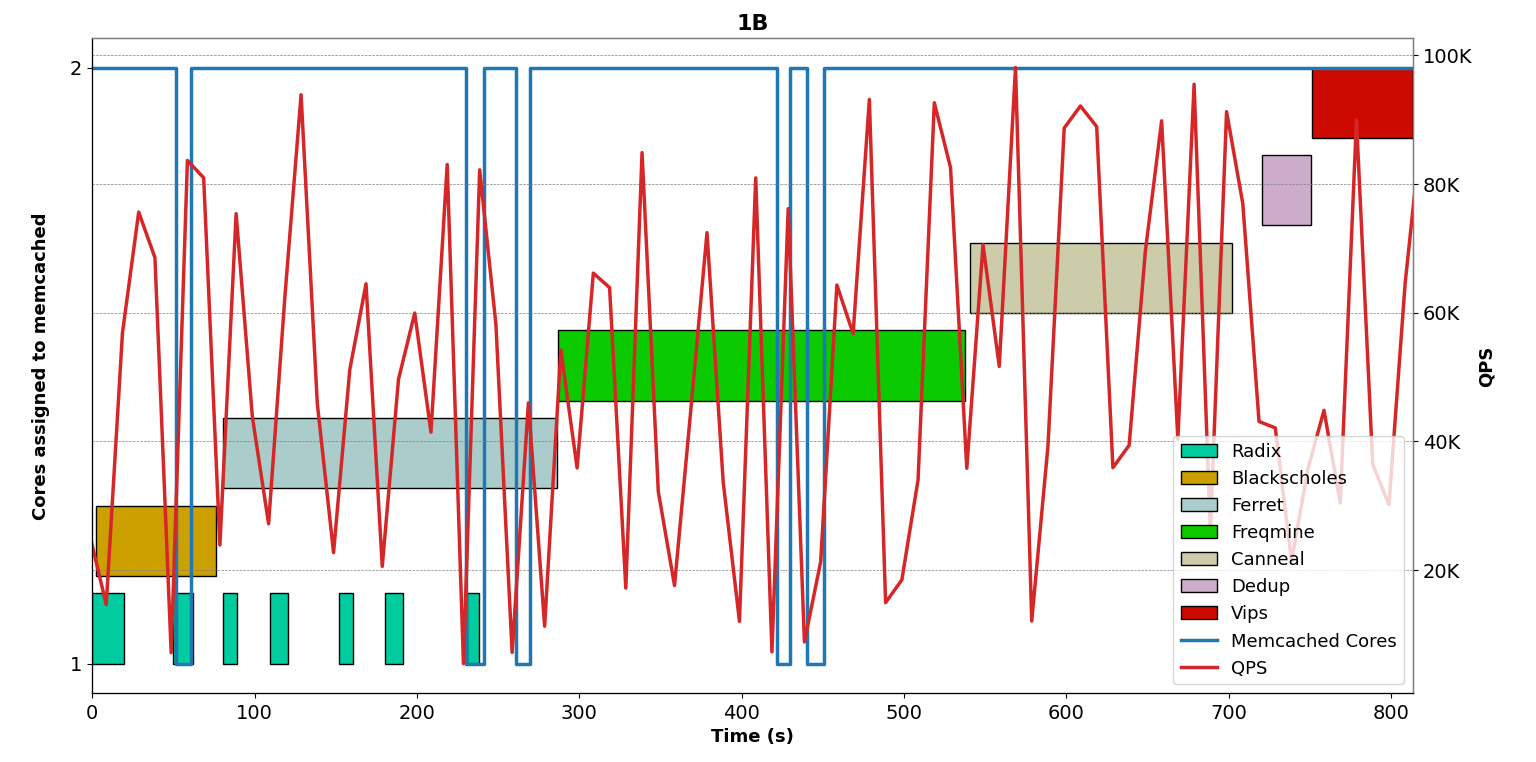 1B
Cores assigned to memcached
2
1
100K
80K
60K
40K
20K
QPS
Radix
Blackscholes
Ferret
Freqmine
Canneal
Dedup
Vips
Memcached Cores
QPS
0 100 200 300 400 500 600 700 800
Time (s)